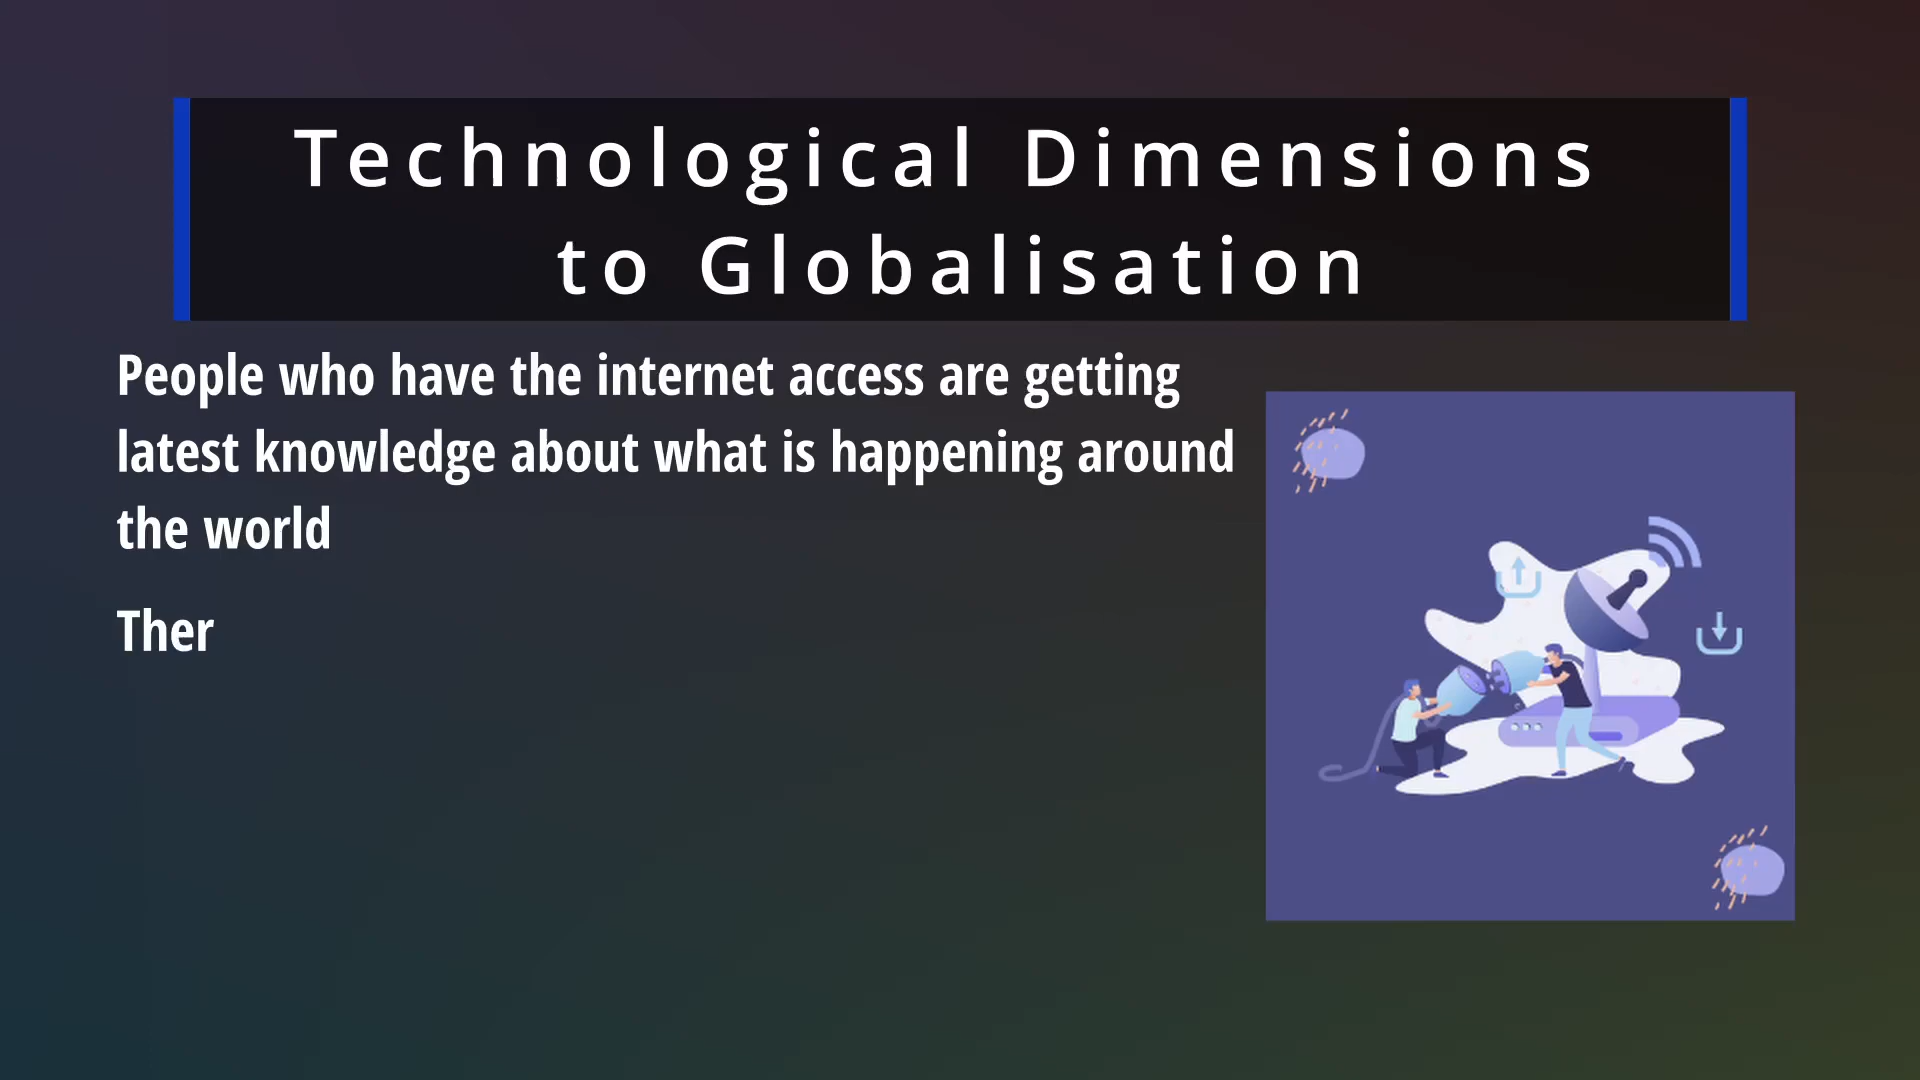 Technological Dimensions
to Globalisation
People who have the internet access are getting
latest knowledge about what is happening around
the world
Ther